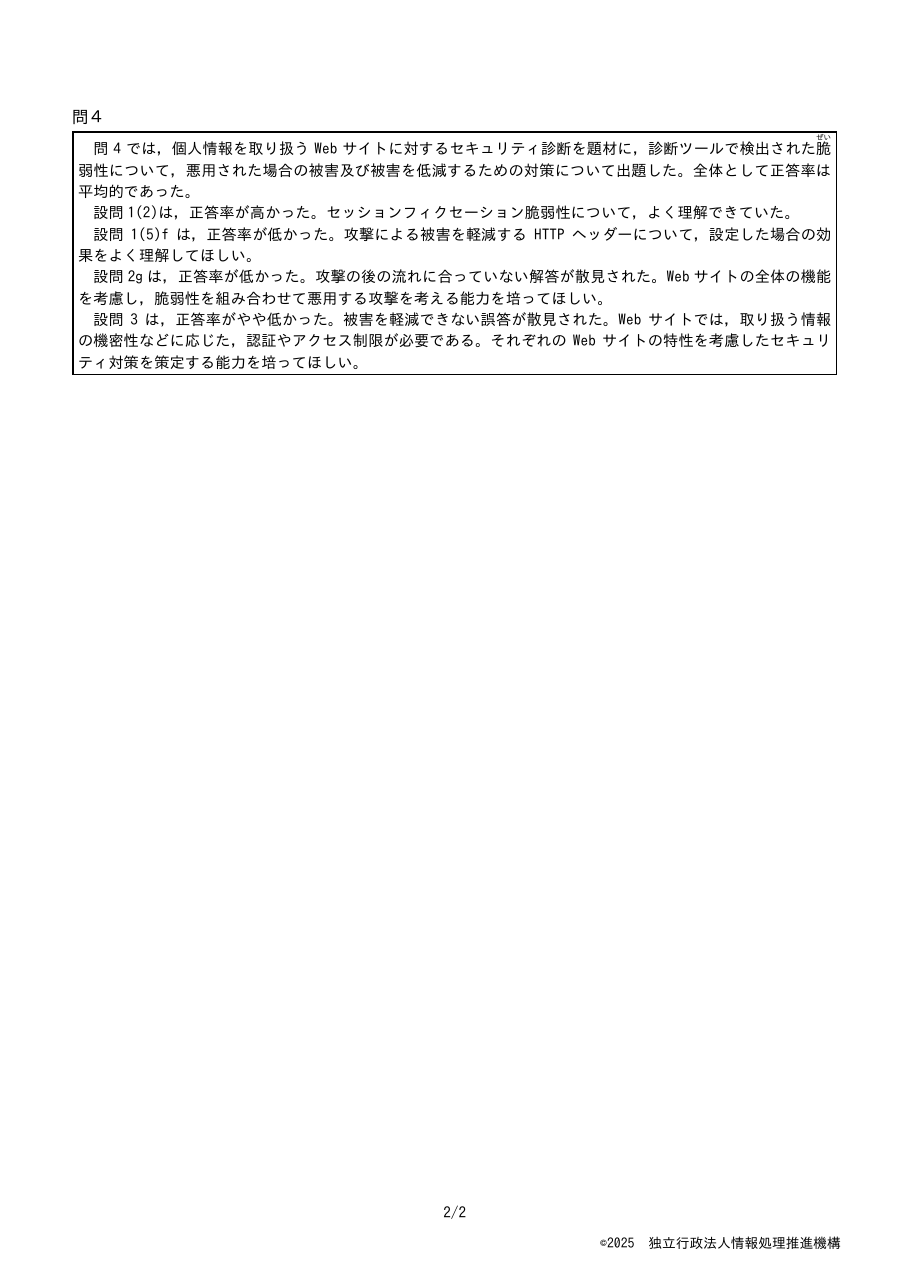 問４
ぜい
問 4 では，個人情報を取り扱う Web サイトに対するセキュリティ診断を題材に，診断ツールで検出された脆
弱性について，悪用された場合の被害及び被害を低減するための対策について出題した。全体として正答率は
平均的であった。
設問 1(2)は，正答率が高かった。セッションフィクセーション脆弱性について，よく理解できていた。
設問 1(5)f は，正答率が低かった。攻撃による被害を軽減する HTTP ヘッダーについて，設定した場合の効
果をよく理解してほしい。
設問 2g は，正答率が低かった。攻撃の後の流れに合っていない解答が散見された。Web サイトの全体の機能
を考慮し，脆弱性を組み合わせて悪用する攻撃を考える能力を培ってほしい。
設問 3 は，正答率がやや低かった。被害を軽減できない誤答が散見された。Web サイトでは，取り扱う情報
の機密性などに応じた，認証やアクセス制限が必要である。それぞれの Web サイトの特性を考慮したセキュリ
ティ対策を策定する能力を培ってほしい。
2/2
©2025 独立行政法人情報処理推進機構